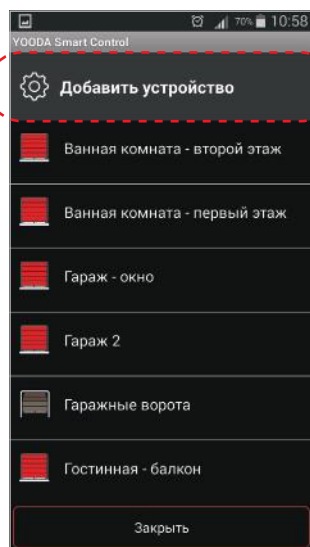 70% 10:58
YOODA Smart Control
Добавить устройство
Ванная комната - второй этаж
Ванная комната - первый этаж
Гараж - окно
Гараж 2
Гаражные ворота
Гостинная - балкон
Закрыть